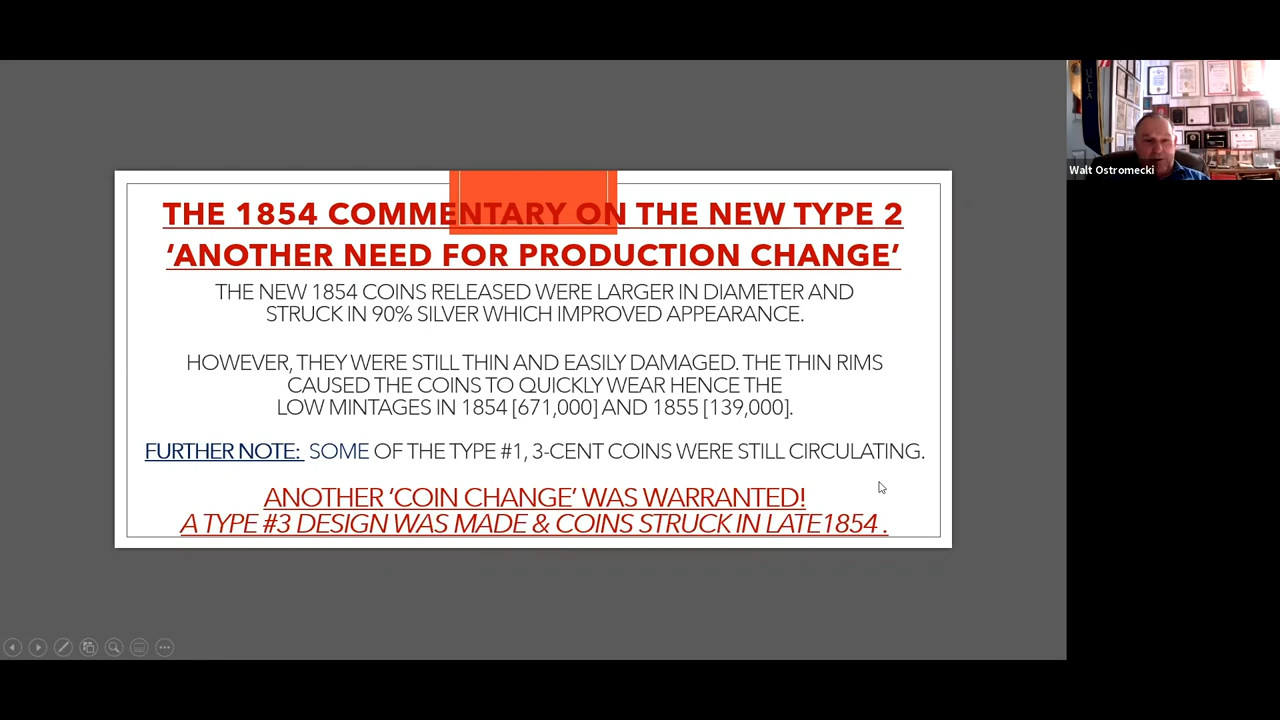 THE 1854 COMMENTARY ON THE NEW TYPE 2
‘ANOTHER NEED FOR PRODUCTION CHANGE’
THE NEW 1854 COINS RELEASED WERE LARGER IN DIAMETER AND
STRUCK IN 90% SILVER WHICH IMPROVED APPEARANCE.
HOWEVER, THEY WERE STILL THIN AND EASILY DAMAGED. THE THIN RIMS
CAUSED THE COINS TO QUICKLY WEAR HENCE THE
LOW MINTAGES IN 1854 [671,000] AND 1855 [139,000].
FURTHER NOTE: SOME OF THE TYPE #1, 3-CENT COINS WERE STILL CIRCULATING.
ANOTHER ‘COIN CHANGE’ WAS WARRANTED!
A TYPE #3 DESIGN WAS MADE & COINS STRUCK IN LATE1854 .
UCLA
Walt Ostromecki